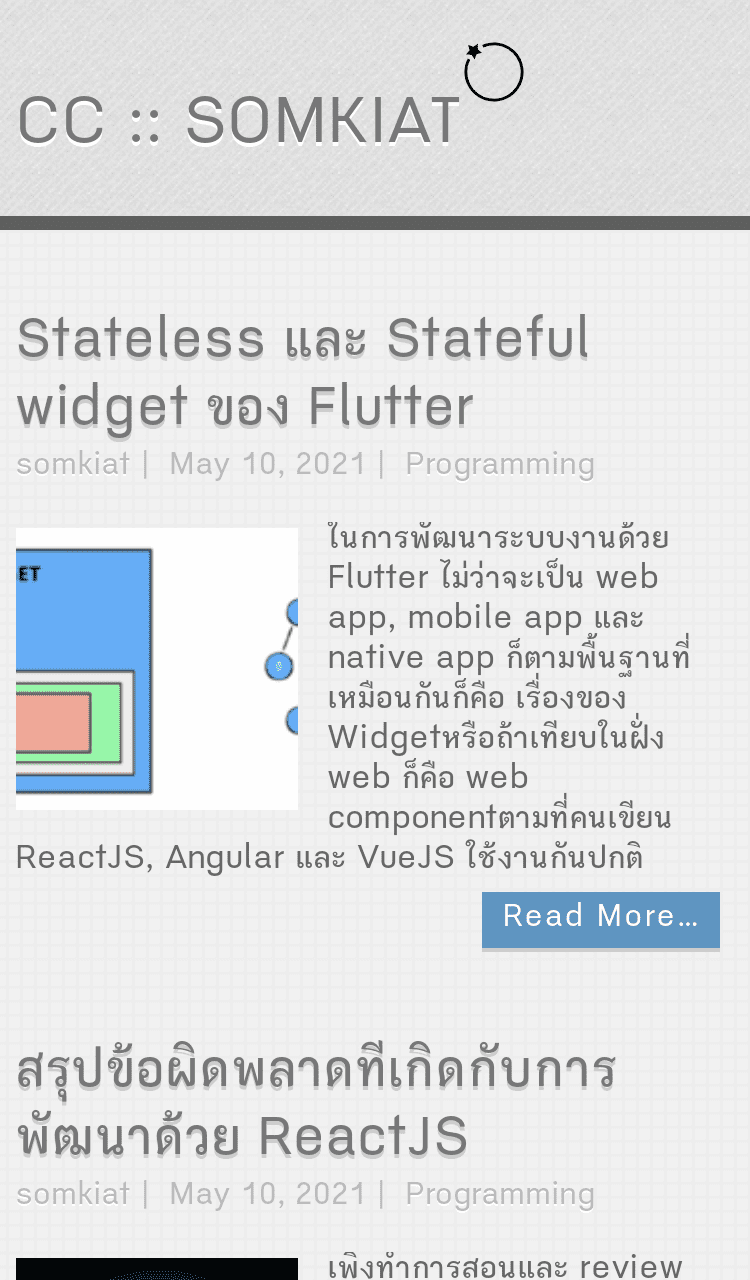 CC :: SOMKIAT
Stateless และ Stateful
widget ของ Flutter
somkiat | May 10, 2021 | Programming
ET
ในการพัฒนาระบบงานด้วย
Flutter ไม่ว่าจะเป็น web
app, mobile app และ
native app ก็ตามพื้นฐานที่
เหมือนกันก็คือ เรื่องของ
Widgetหรือถ้าเทียบในฝั่ง
web ก็คือ web
componentตามที่คนเขียน
ReactJS, Angular และ VueJS ใช้งานกันปกติ
Read More...
สรุปข้อผิดพลาดที่เกิดกับการ
พัฒนาด้วย ReactJS
somkiat | May 10, 2021 | Programming
เพิ่งทำการสอนและ review